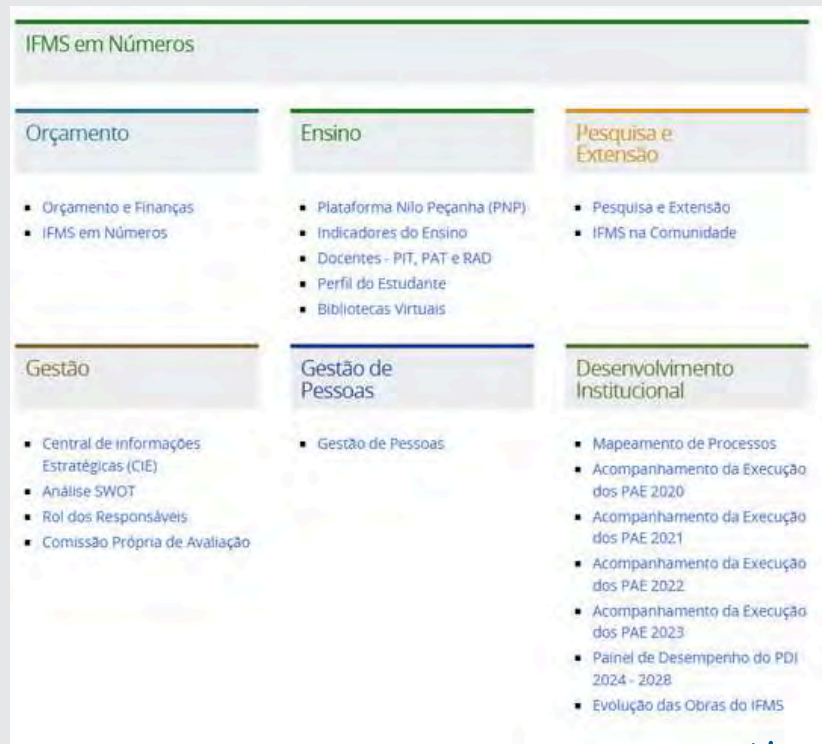 IFMS em Números
Orçamento
Orçamento e Finanças
IFMS em Números
Ensino
Plataforma Nilo Peçanha (PNP)
Indicadores do Ensino
Docentes - PIT, PAT e RAD
Perfil do Estudante
Bibliotecas Virtuais
Pesquisa e
Extensão
Pesquisa e Extensão
IFMS na Comunidade
Gestão
Central de Informações
Estratégicas (CIE)
Análise SWOT
Rol dos Responsáveis
Comissão Própria de Avaliação
Gestão de
Pessoas
Gestão de Pessoas
Desenvolvimento
Institucional
Mapeamento de Processos
Acompanhamento da Execução
dos PAE 2020
Acompanhamento da Execução
dos PAE 2021
Acompanhamento da Execução
dos PAE 2022
Acompanhamento da Execução
dos PAE 2023
Painel de Desempenho do PDI
2024 - 2028
Evolução das Obras do IFMS